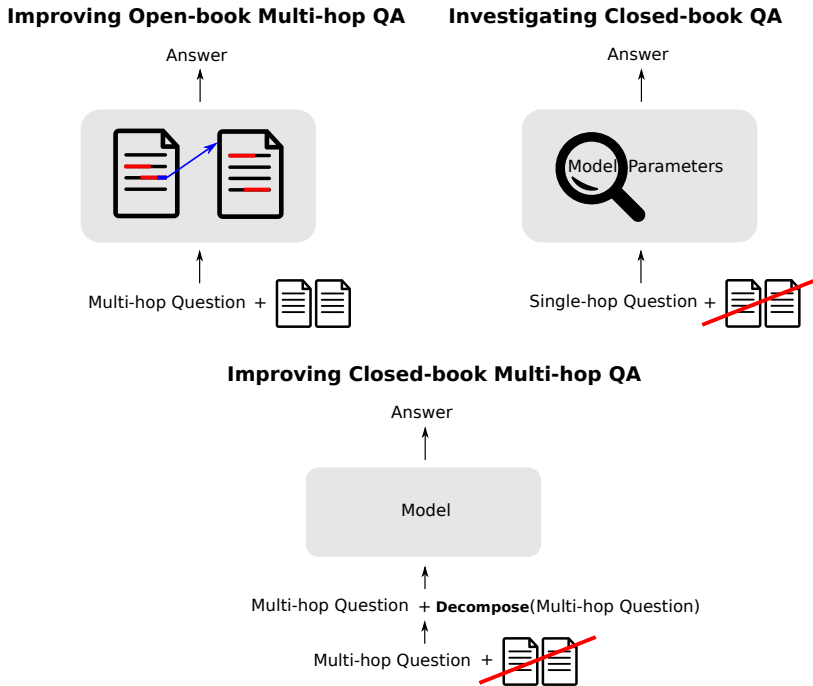 Improving Open-book Multi-hop QA
Answer
Multi-hop Question +
Investigating Closed-book QA
Answer
Model Parameters
Single-hop Question +
Improving Closed-book Multi-hop QA
Answer
Model
Multi-hop Question + Decompose(Multi-hop Question)
Multi-hop Question +